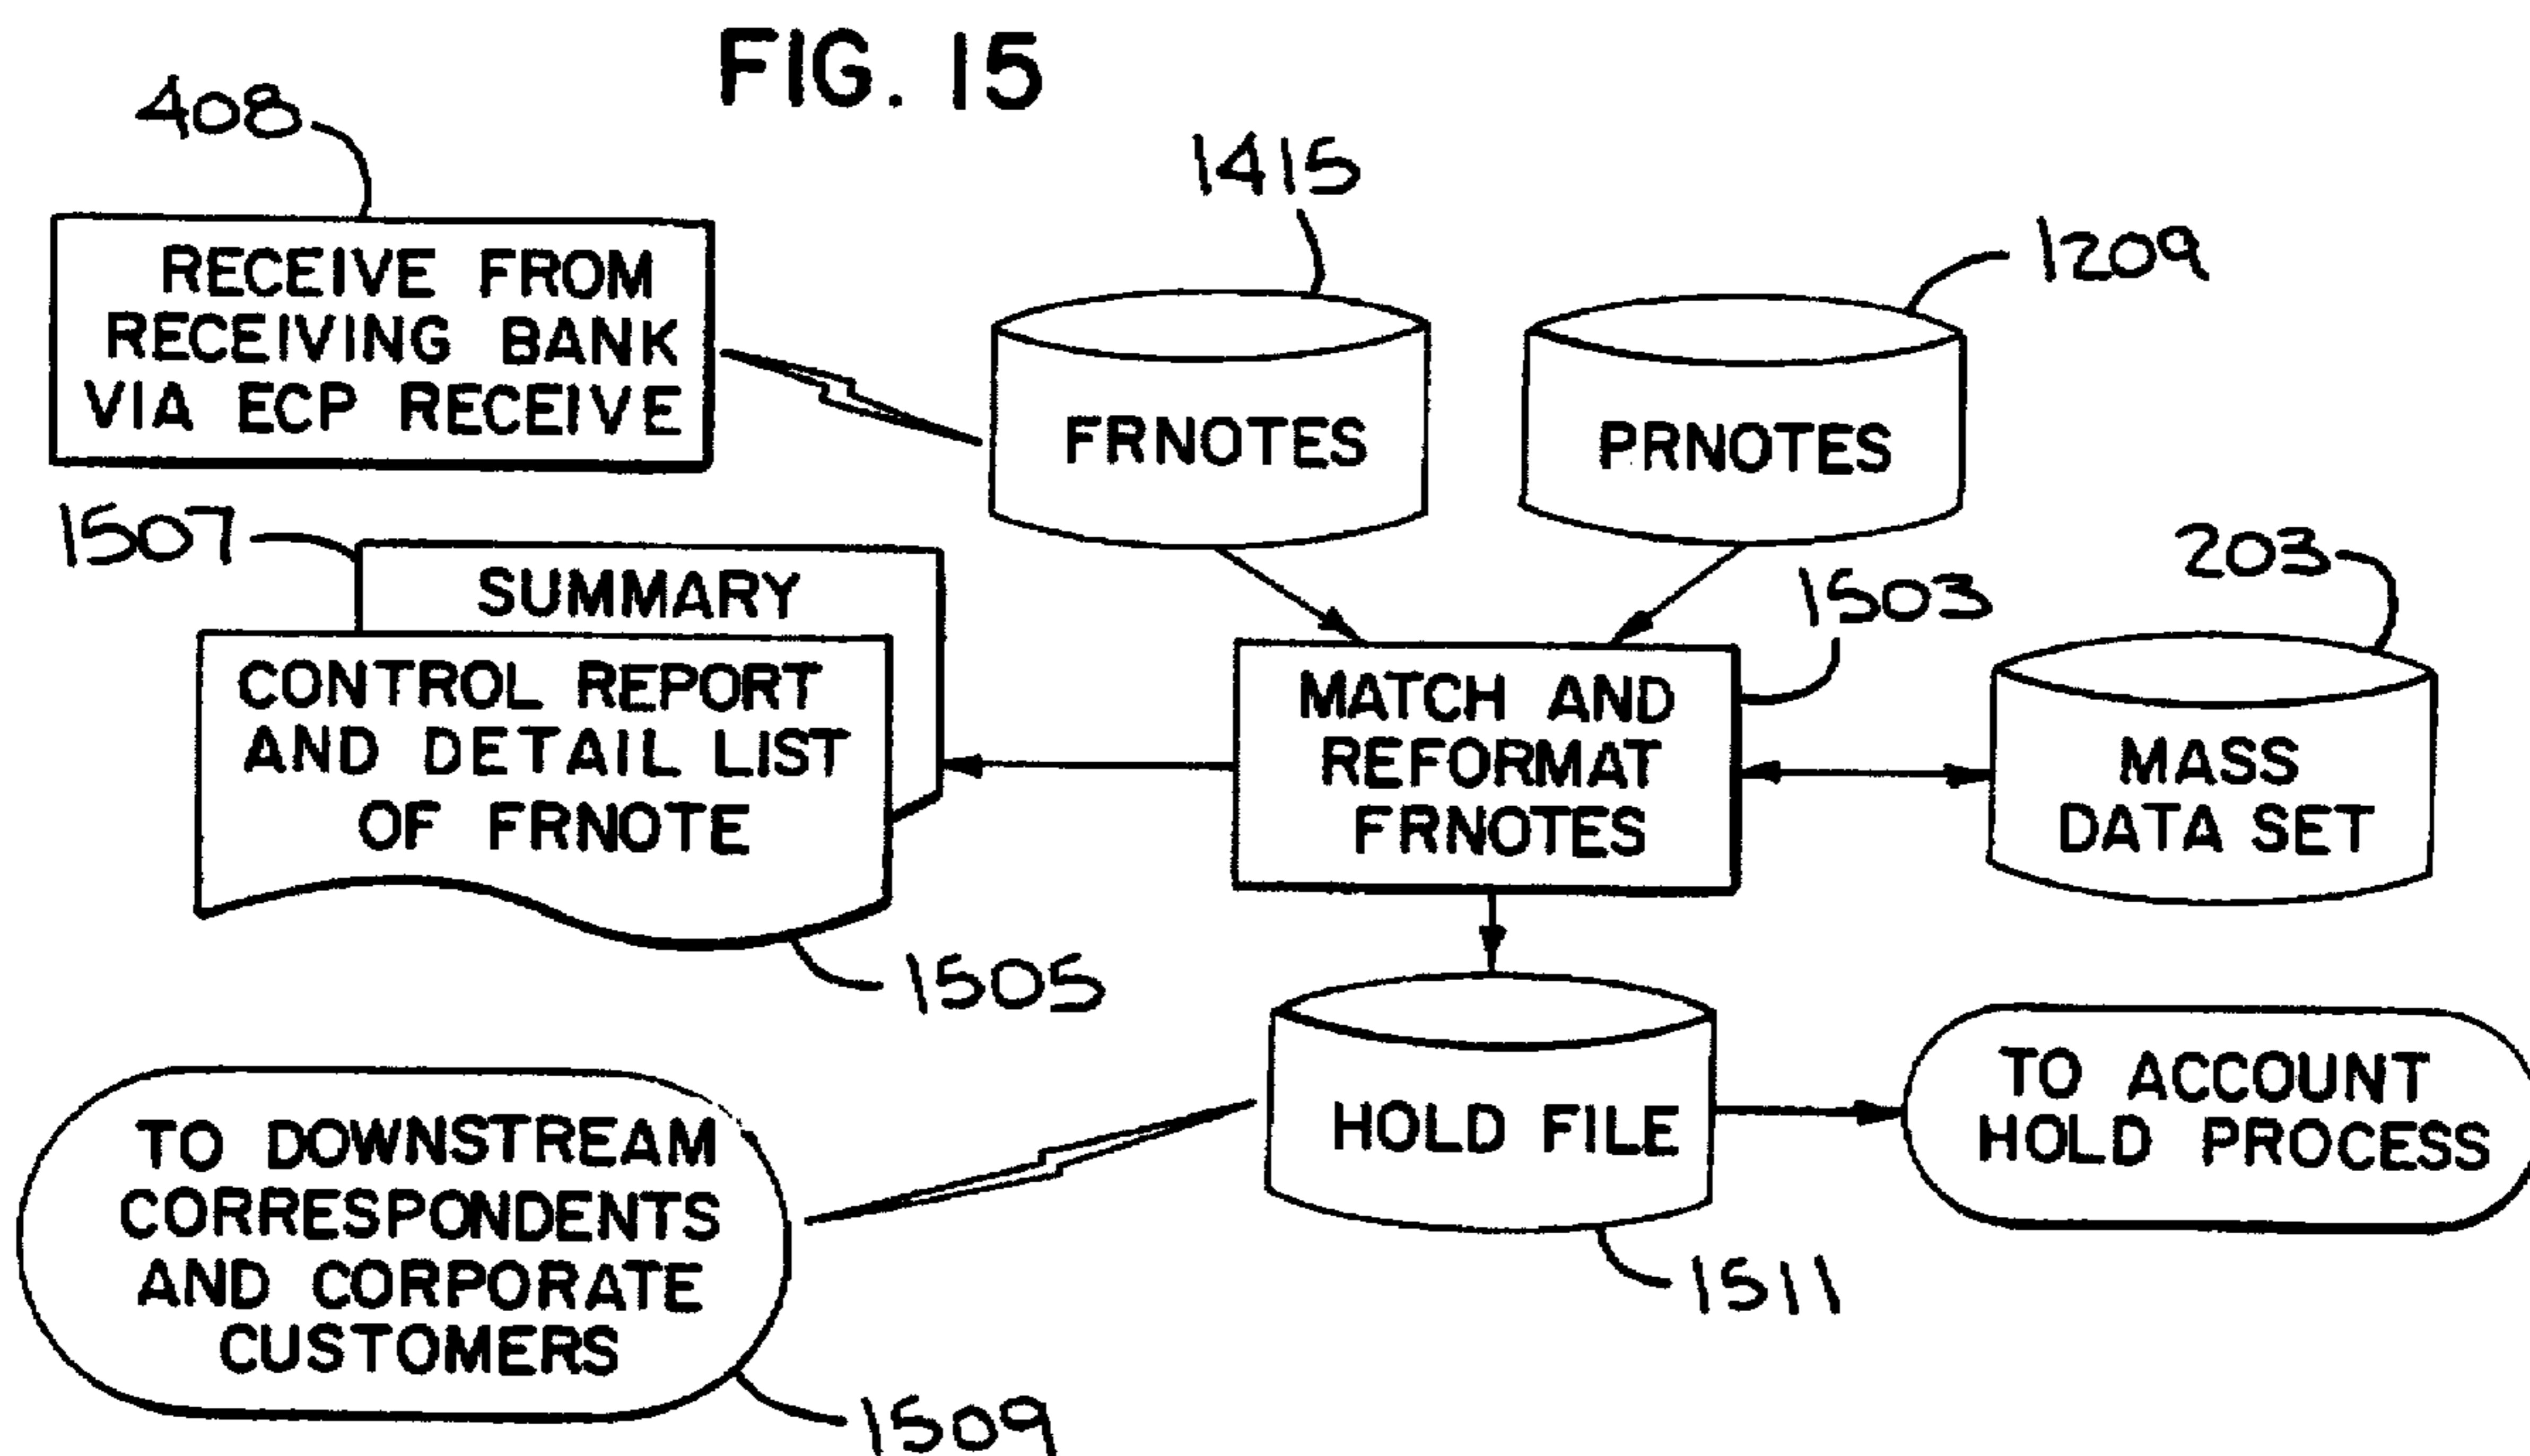 FIG. 15
408
1415
1209
RECEIVE FROM
RECEIVING BANK
VIA ECP RECEIVE
FRNOTES
PRNOTES
1507
SUMMARY
CONTROL REPORT
AND DETAIL LIST
OF FRNOTE
1505
1503
MATCH AND
REFORMAT
FRNOTES
203
MASS
DATA SET
HOLD FILE
1511
TO ACCOUNT
HOLD PROCESS
TO DOWNSTREAM
CORRESPONDENTS
AND CORPORATE
CUSTOMERS
1509